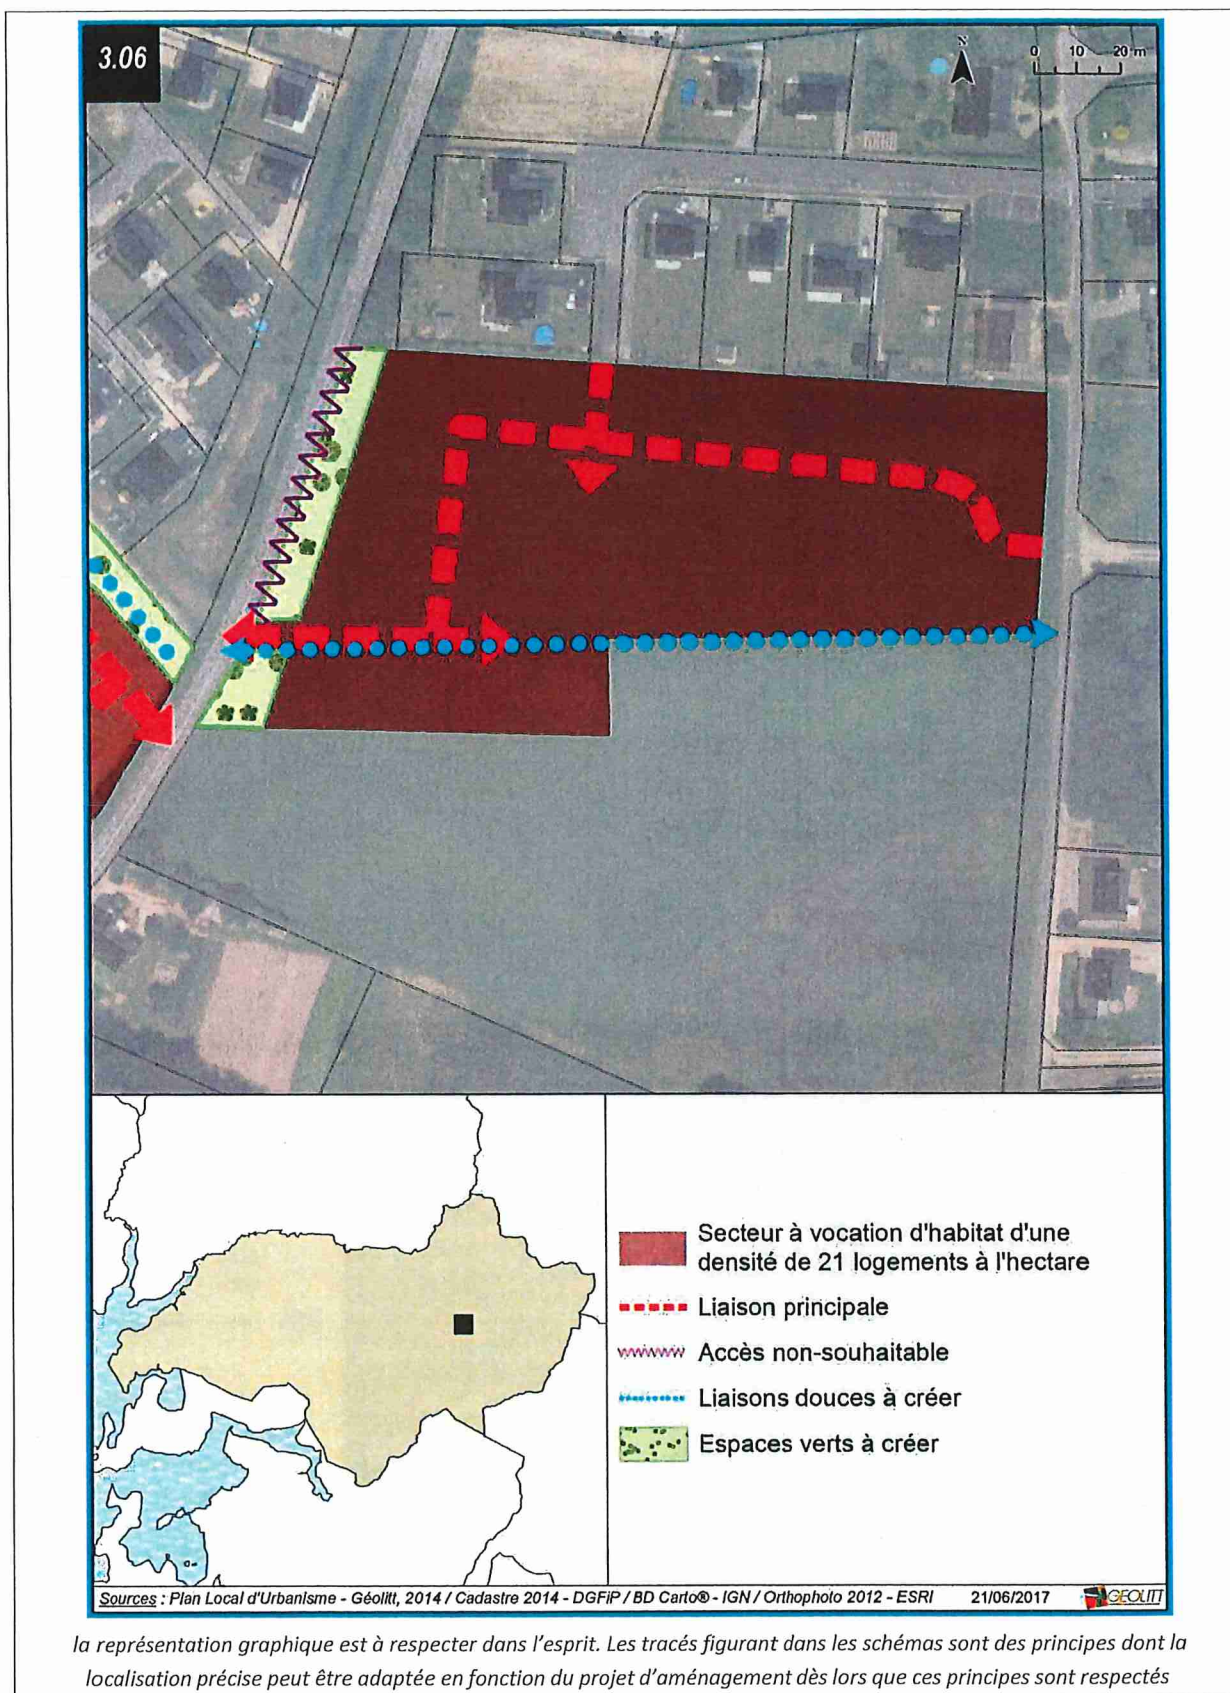 3.06
N
0 10 20 m
Secteur à vocation d'habitat d'une
densité de 21 logements à l'hectare
Liaison principale
Accès non-souhaitable
Liaisons douces à créer
Espaces verts à créer
Sources : Plan Local d'Urbanisme - Géolitt, 2014 / Cadastre 2014 - DGFiP / BD Carto® - IGN / Orthophoto 2012 - ESRI 21/06/2017 GEOLITT
la représentation graphique est à respecter dans l'esprit. Les tracés figurant dans les schémas sont des principes dont la
localisation précise peut être adaptée en fonction du projet d'aménagement dès lors que ces principes sont respectés